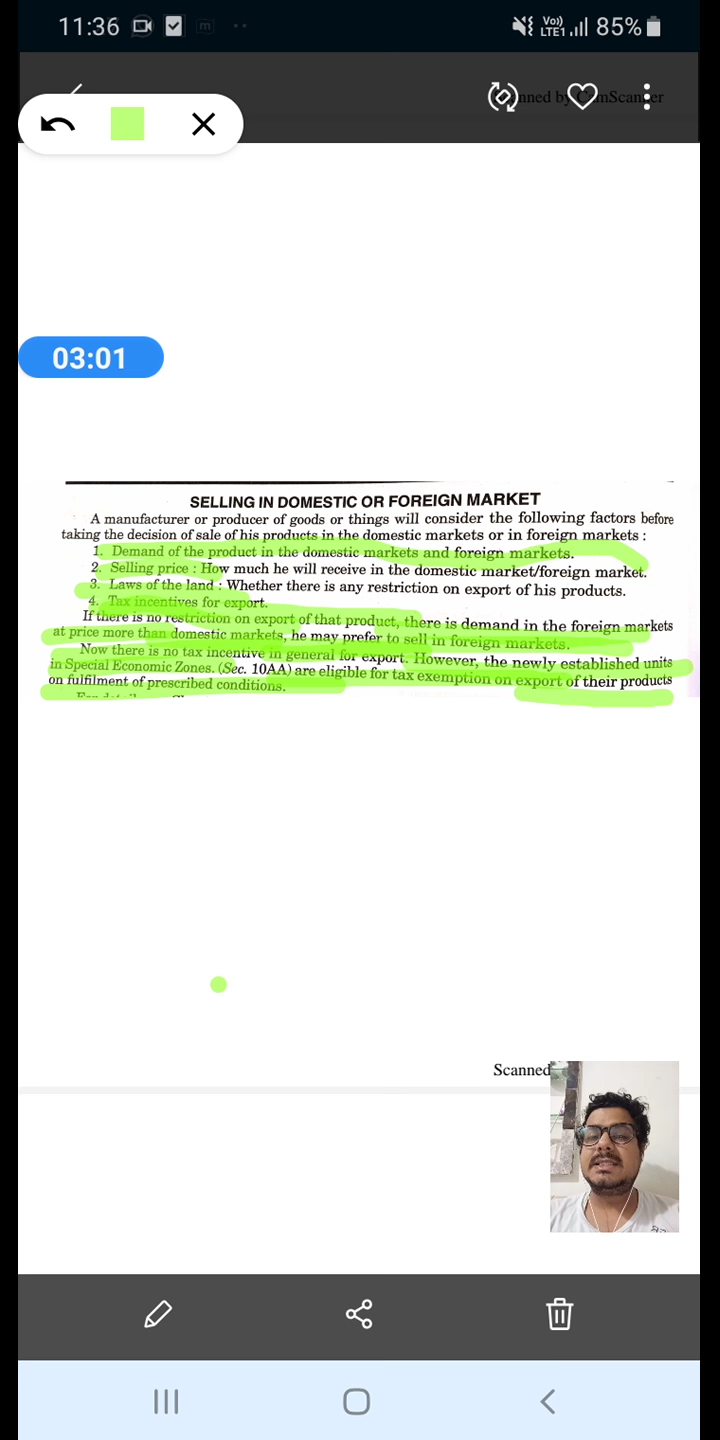 11:36
Vo))
LTE1
85%
nned by CamScanner
03:01
SELLING IN DOMESTIC OR FOREIGN MARKET
A manufacturer or producer of goods or things will consider the following factors before
taking the decision of sale of his products in the domestic markets or in foreign markets :
1. Demand of the product in the domestic markets and foreign markets.
2. Selling price : How much he will receive in the domestic market/foreign market.
3. Laws of the land : Whether there is any restriction on export of his products.
4. Tax incentives for export.
If there is no restriction on export of that product, there is demand in the foreign markets
at price more than domestic markets, he may prefer to sell in foreign markets.
Now there is no tax incentive in general for export. However, the newly established units
in Special Economic Zones. (Sec. 10AA) are eligible for tax exemption on export of their products
on fulfilment of prescribed conditions.
Scanned